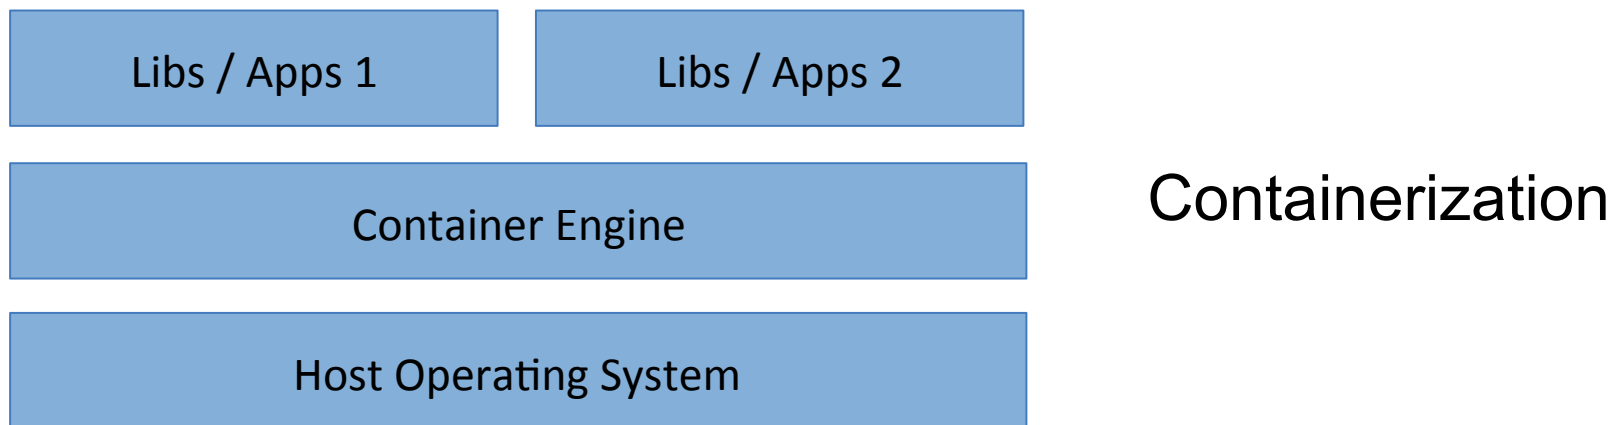 Libs / Apps 1
Libs / Apps 2
Container Engine
Containerization
Host Operating System